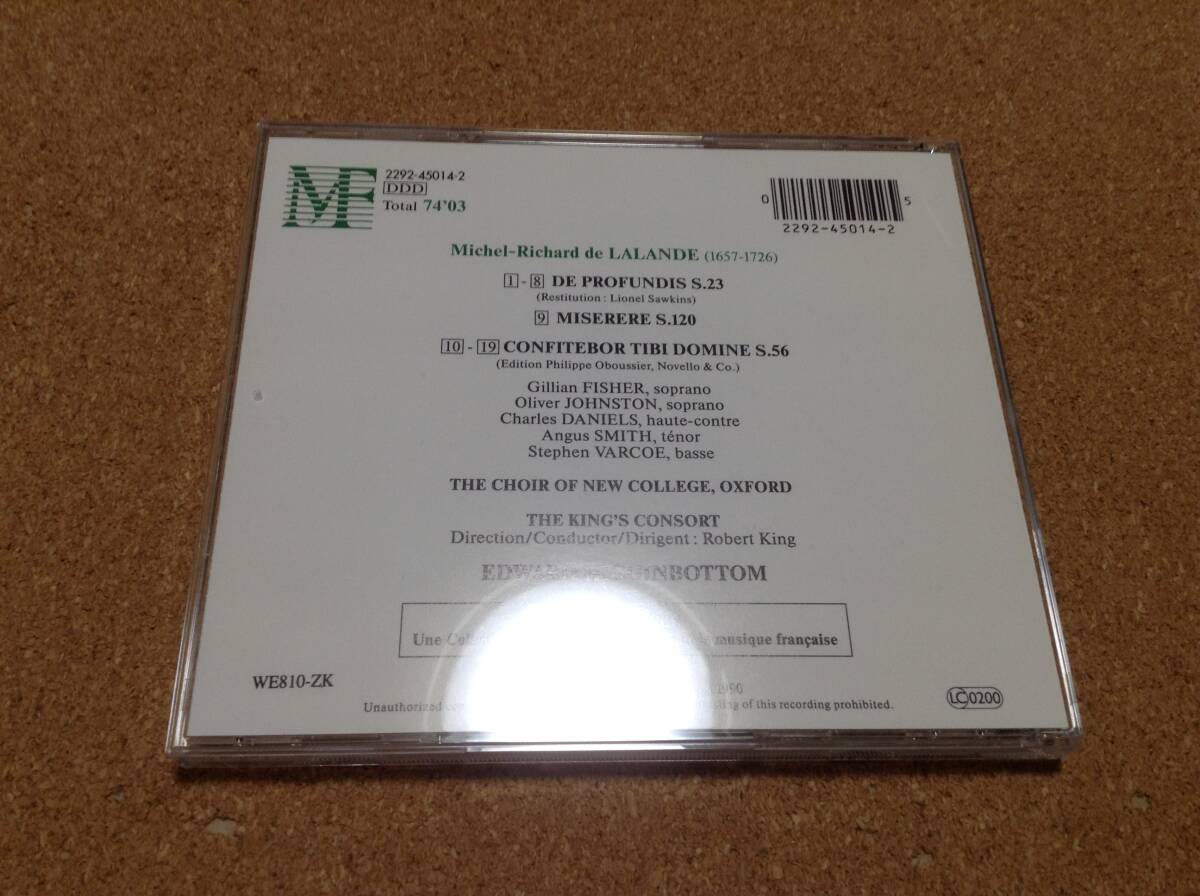 MF
2292-45014-2
DDD
Total 74'03
0 5
2292-45014-2
Michel-Richard de LALANDE (1657-1726)
1 - 8 DE PROFUNDIS S.23
(Restitution : Lionel Sawkins)
9 MISERERE S.120
10 - 19 CONFITEBOR TIBI DOMINE S.56
(Edition Philippe Oboussier, Novello & Co.)
Gillian FISHER, soprano
Oliver JOHNSTON, soprano
Charles DANIELS, haute-contre
Angus SMITH, ténor
Stephen VARCOE, basse
THE CHOIR OF NEW COLLEGE, OXFORD
THE KING'S CONSORT
Direction/Conductor/Dirigent : Robert King
Une musique française
WE810-ZK
1990
LC 0200
Unauthorized of this recording prohibited.